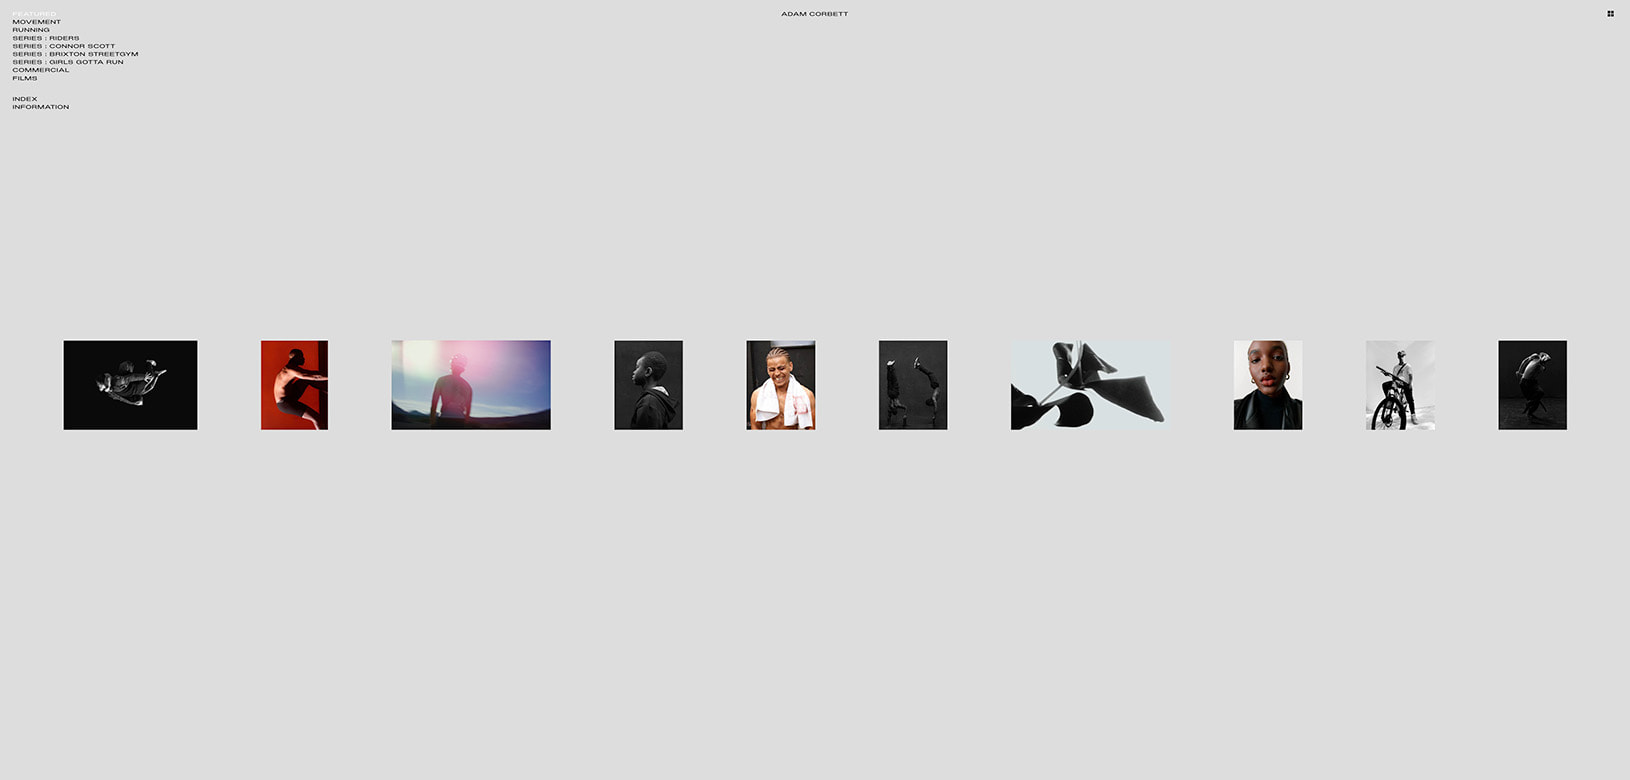 FEATURED
MOVEMENT
RUNNING
SERIES : RIDERS
SERIES : CONNOR SCOTT
SERIES : BRIXTON STREETGYM
SERIES : GIRLS GOTTA RUN
COMMERCIAL
FILMS
INDEX
INFORMATION
ADAM CORBETT